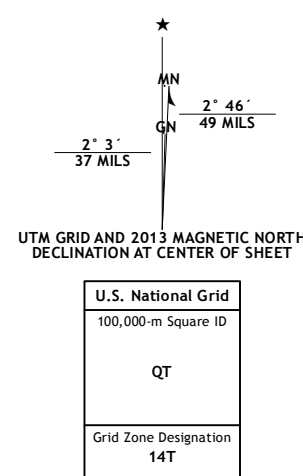 ★
MN
GN
2° 46´
49 MILS
2° 3´
37 MILS
UTM GRID AND 2013 MAGNETIC NORTH
DECLINATION AT CENTER OF SHEET
U.S. National Grid
100,000-m Square ID
QT
Grid Zone Designation
14T